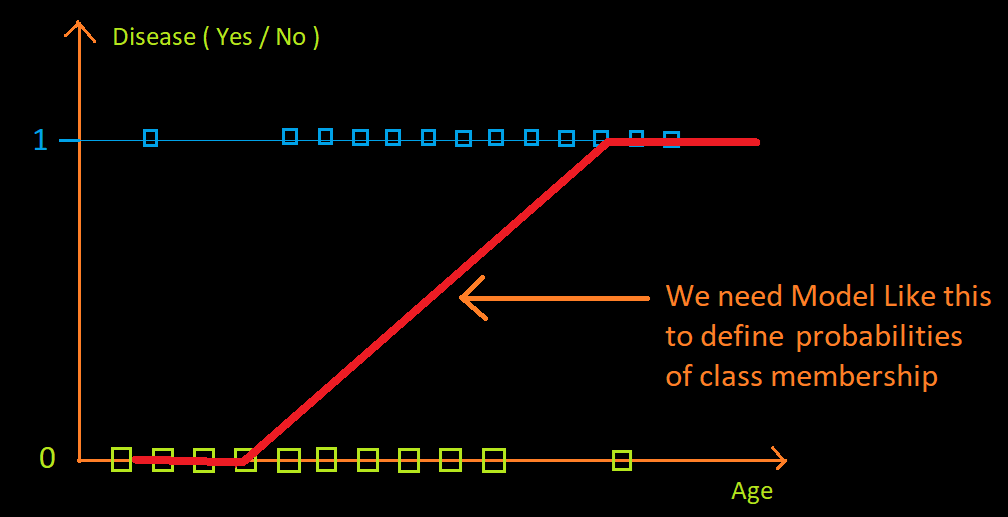 Disease ( Yes / No )
1
We need Model Like this
to define probabilities
of class membership
0
Age